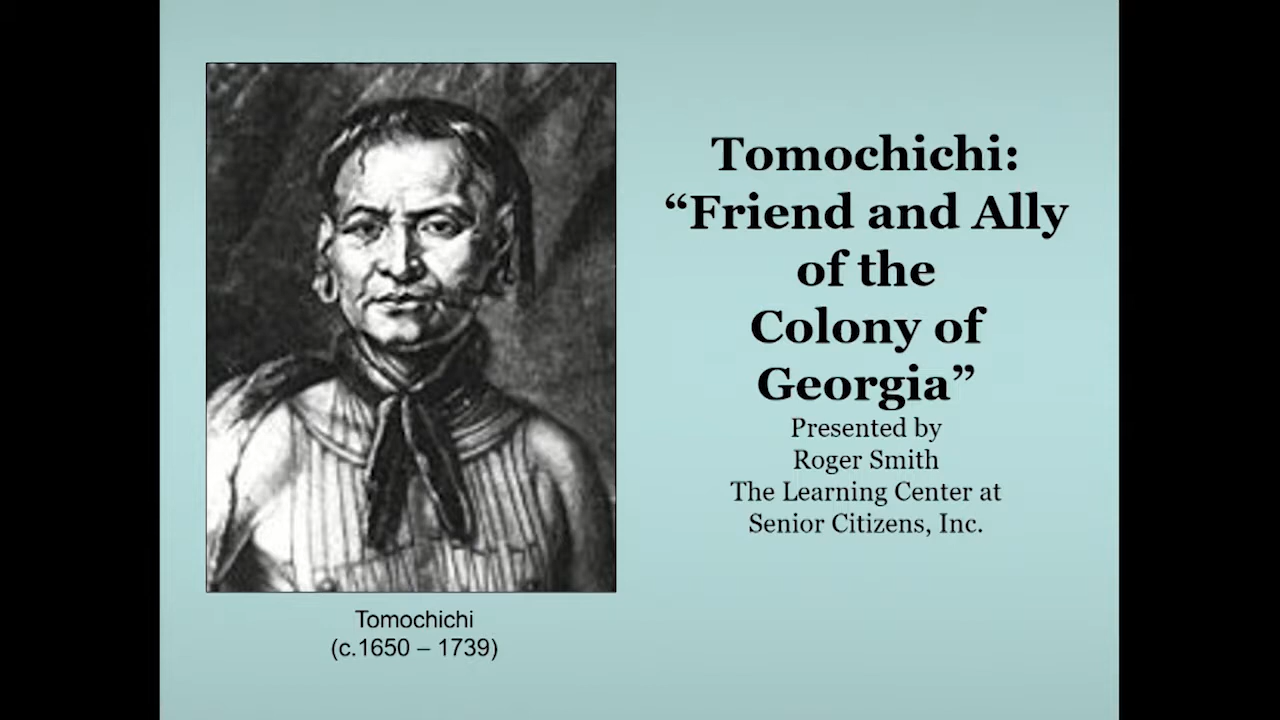 Tomochichi:
“Friend and Ally
of the
Colony of
Georgia”
Presented by
Roger Smith
The Learning Center at
Senior Citizens, Inc.
Tomochichi
(c.1650 – 1739)